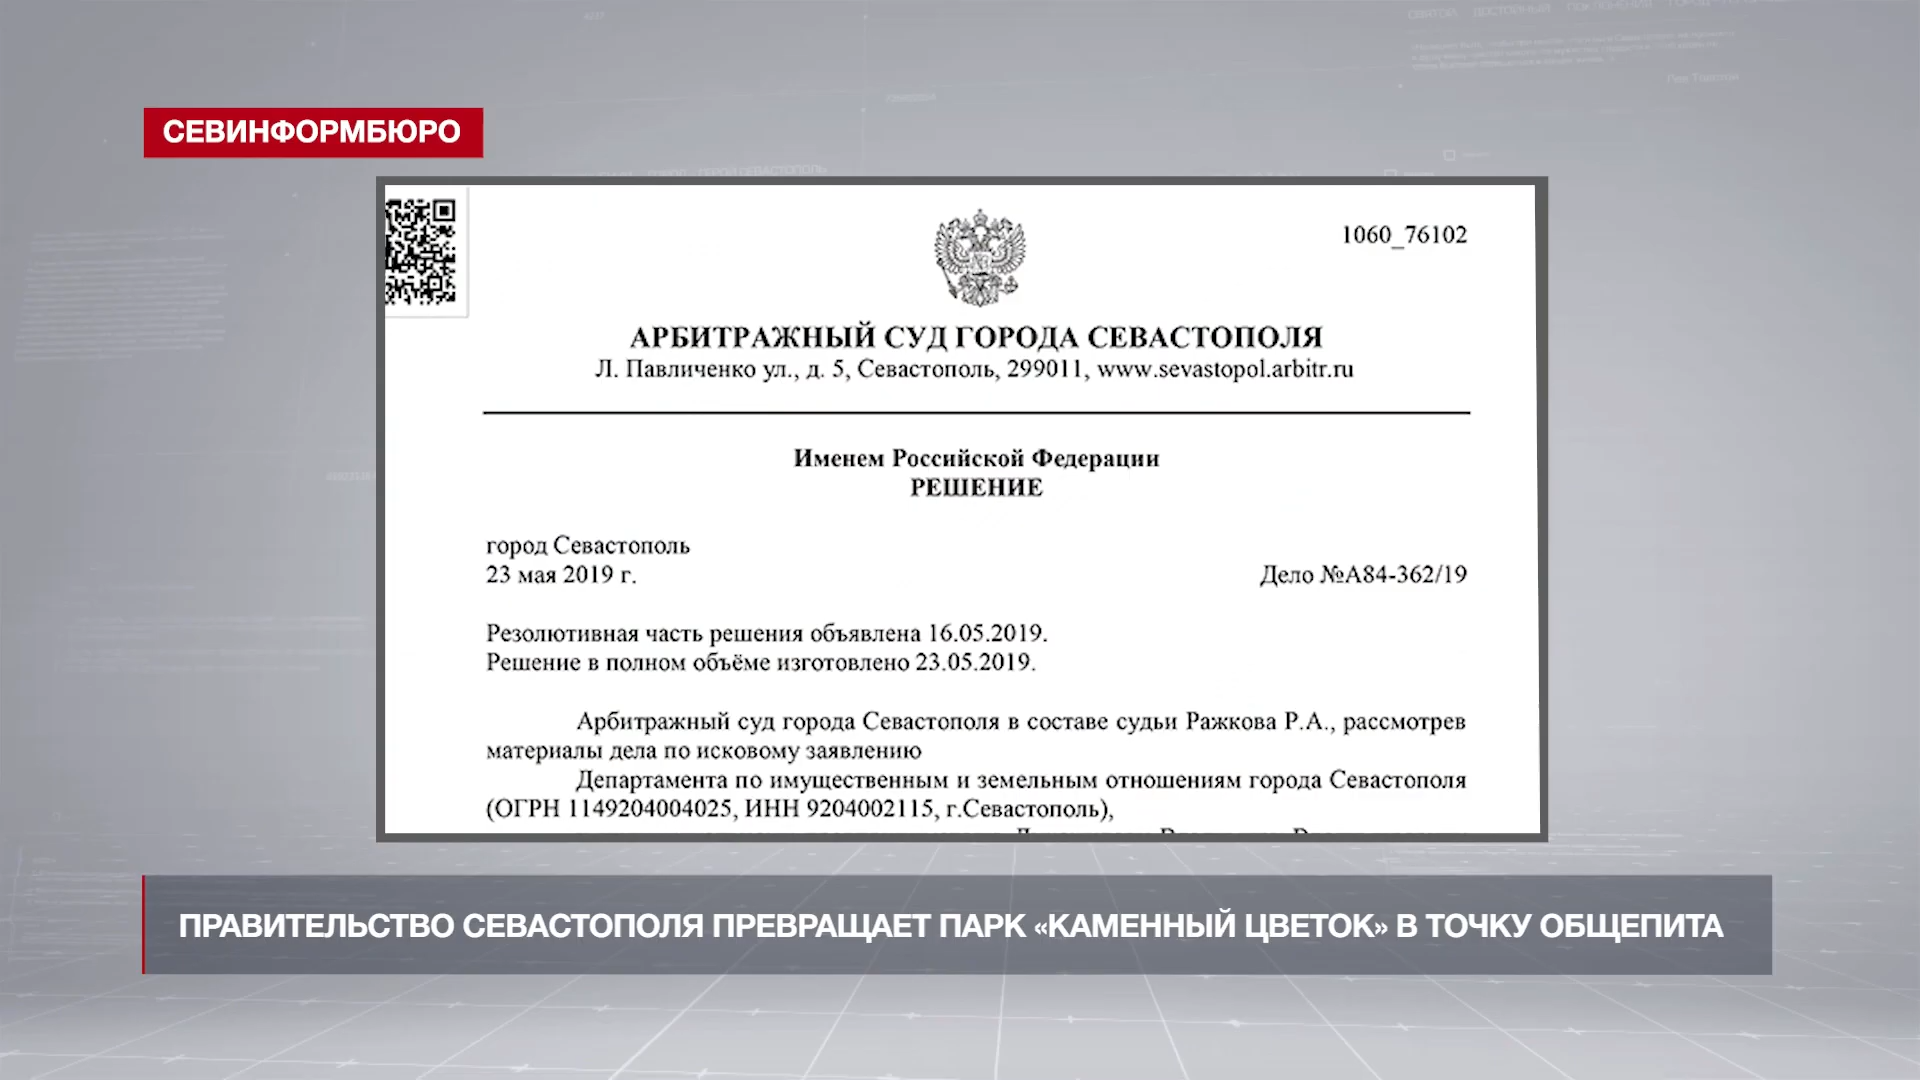 СЕВИНФОРМБЮРО
1060_76102
АРБИТРАЖНЫЙ СУД ГОРОДА СЕВАСТОПОЛЯ
Л. Павличенко ул., д. 5, Севастополь, 299011, www.sevastopol.arbitr.ru
Именем Российской Федерации
РЕШЕНИЕ
город Севастополь
23 мая 2019 г.
Дело №А84-362/19
Резолютивная часть решения объявлена 16.05.2019.
Решение в полном объёме изготовлено 23.05.2019.
Арбитражный суд города Севастополя в составе судьи Ражкова Р.А., рассмотрев
материалы дела по исковому заявлению
Департамента по имущественным и земельным отношениям города Севастополя
(ОГРН 1149204004025, ИНН 9204002115, г.Севастополь),
ПРАВИТЕЛЬСТВО СЕВАСТОПОЛЯ ПРЕВРАЩАЕТ ПАРК «КАМЕННЫЙ ЦВЕТОК» В ТОЧКУ ОБЩЕПИТА